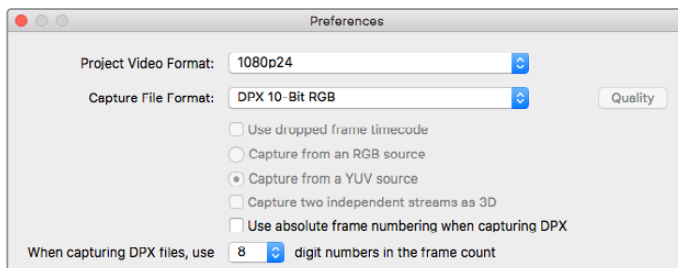 Preferences
Project Video Format: 1080p24
Capture File Format: DPX 10-Bit RGB Quality
Use dropped frame timecode
Capture from an RGB source
Capture from a YUV source
Capture two independent streams as 3D
Use absolute frame numbering when capturing DPX
When capturing DPX files, use 8 digit numbers in the frame count